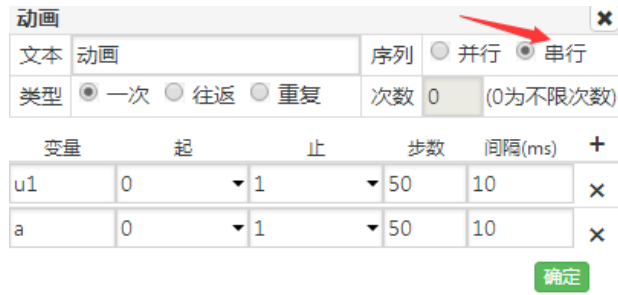 动画
文本 动画 序列 并行 串行
类型 一次 往返 重复 次数 0 (0为不限次数)
变量 起 止 步数 间隔(ms) +
u1 0 1 50 10
a 0 1 50 10
确定